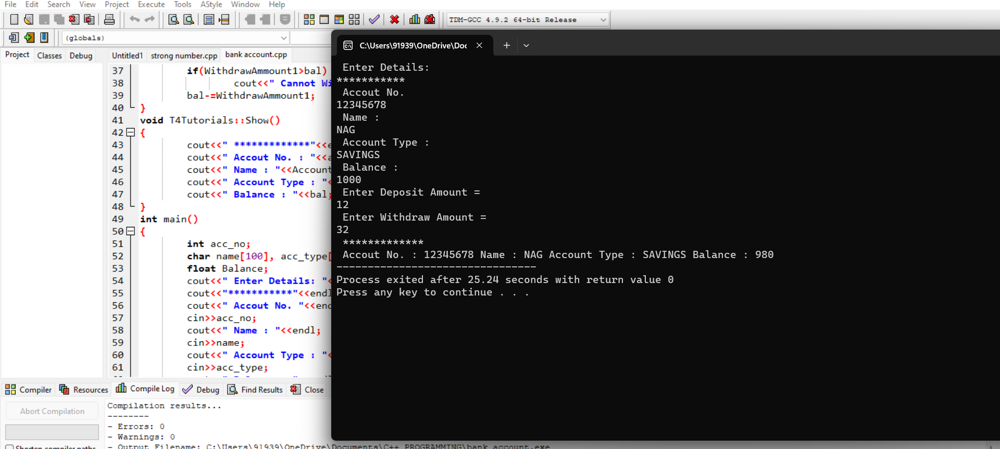 File Edit Search View Project Execute Tools AStyle Window Help
TDM-GCC 4.9.2 64-bit Release
(globals)
Project Classes Debug
Untitled1 strong number.cpp bank account.cpp
37 if(WithdrawAmmount1>bal)
38 cout<<" Cannot
39 bal-=WithdrawAmmount1;
40 }
41 void T4Tutorials::Show()
42 {
43 cout<<" *************"<<
44 cout<<" Accout No. : "<<
45 cout<<" Name : "<<Account
46 cout<<" Account Type : "
47 cout<<" Balance : "<<bal;
48 }
49 int main()
50 {
51 int acc_no;
52 char name[100], acc_type[
53 float Balance;
54 cout<<" Enter Details: "
55 cout<<"***********"<<endl
56 cout<<" Accout No. "<<end
57 cin>>acc_no;
58 cout<<" Name : "<<endl;
59 cin>>name;
60 cout<<" Account Type : "
61 cin>>acc_type;
C:\Users\91939\OneDrive\Doc
Enter Details:
***********
Accout No.
12345678
Name :
NAG
Account Type :
SAVINGS
Balance :
1000
Enter Deposit Amount =
12
Enter Withdraw Amount =
32
*************
Accout No. : 12345678 Name : NAG Account Type : SAVINGS Balance : 980
--------------------------------
Process exited after 25.24 seconds with return value 0
Press any key to continue . . .
Compiler Resources Compile Log Debug Find Results Close
Abort Compilation
Shorten compiler paths
Compilation results...
--------
- Errors: 0
- Warnings: 0
- Output Filename: C:\Users\91939\OneDrive\Documents\C++ PROGRAMMING\bank account.exe